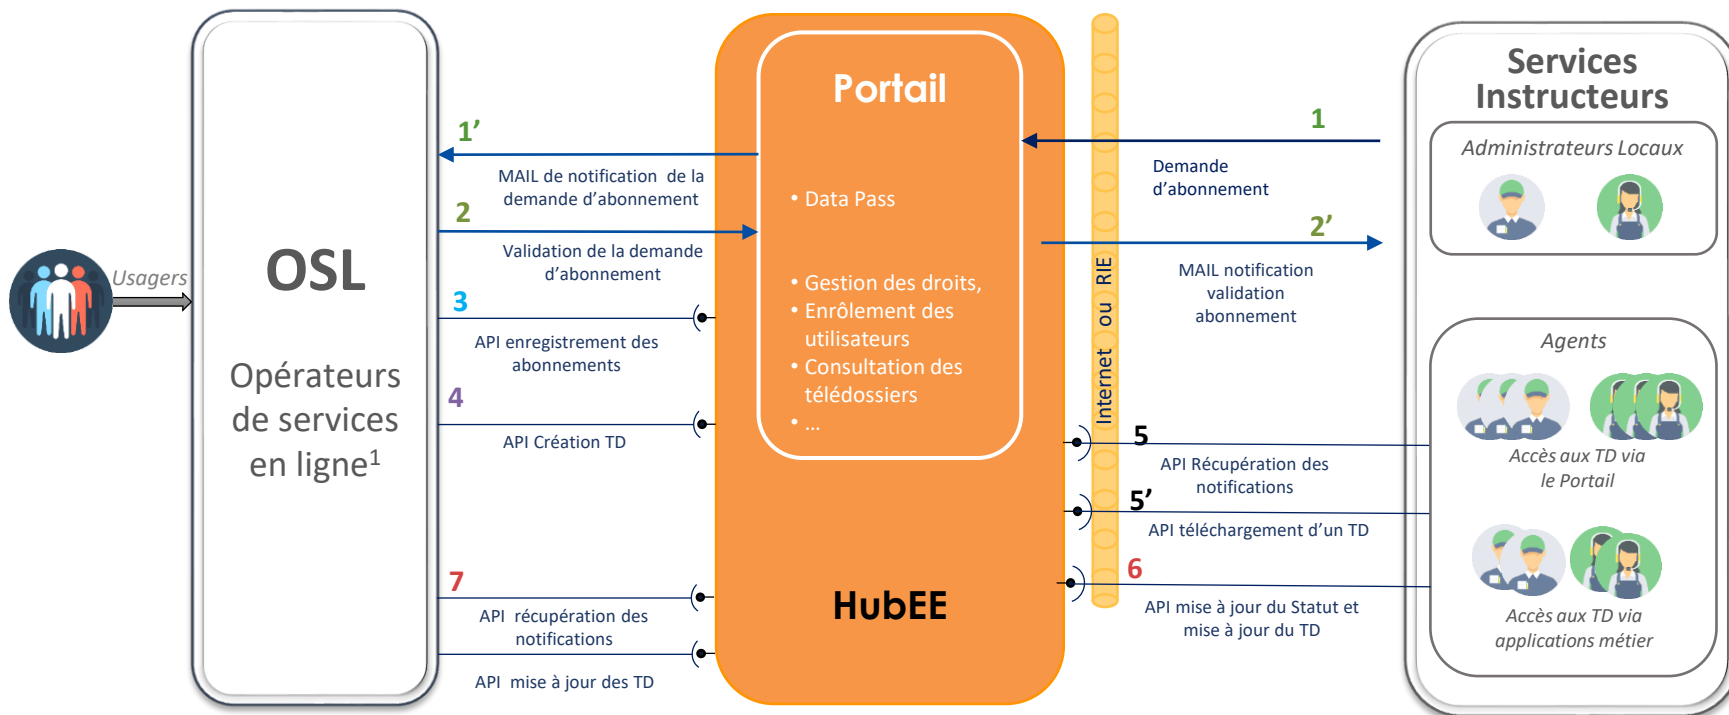 Usagers
OSL
Opérateurs
de services
en ligne¹
1’
MAIL de notification de la
demande d’abonnement
2
Validation de la demande
d’abonnement
3
API enregistrement des
abonnements
4
API Création TD
7
API récupération des
notifications
API mise à jour des TD
Portail
• Data Pass
• Gestion des droits,
• Enrôlement des
utilisateurs
• Consultation des
télédossiers
• ...
HubEE
Internet ou RIE
1
Demande
d’abonnement
2’
MAIL notification
validation
abonnement
5
API Récupération des
notifications
5’
API téléchargement d’un TD
6
API mise à jour du Statut et
mise à jour du TD
Services
Instructeurs
Administrateurs Locaux
Agents
Accès aux TD via
le Portail
Accès aux TD via
applications métier